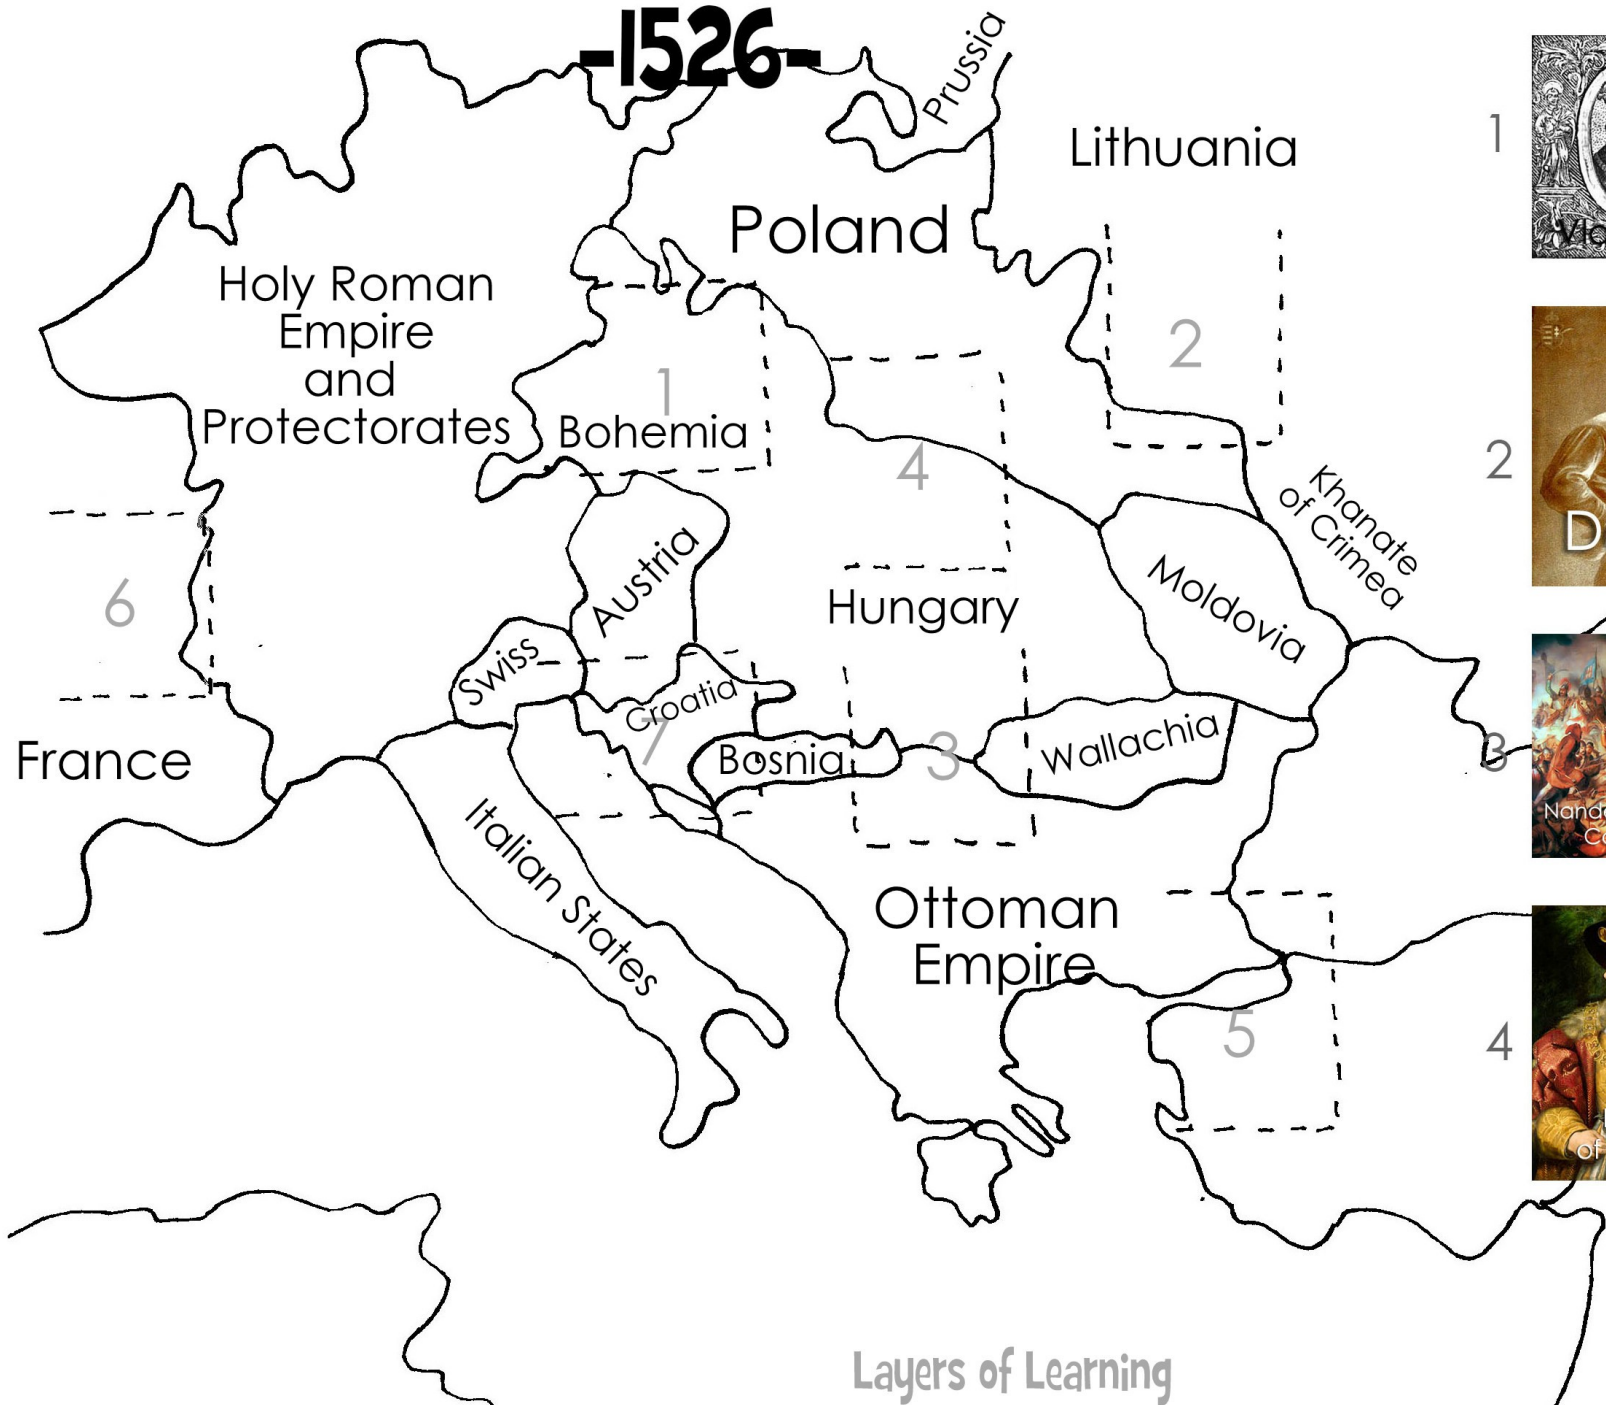 -1526-
Prussia
Lithuania
Poland
Holy Roman
Empire
and
Protectorates
1
Bohemia
2
4
Khanate
of Crimea
Austria
Moldovia
Hungary
6
Swiss
Croatia
7
Bosnia
3
Wallachia
France
Italian States
Ottoman
Empire
5
1
2
D
3
4
of
Layers of Learning